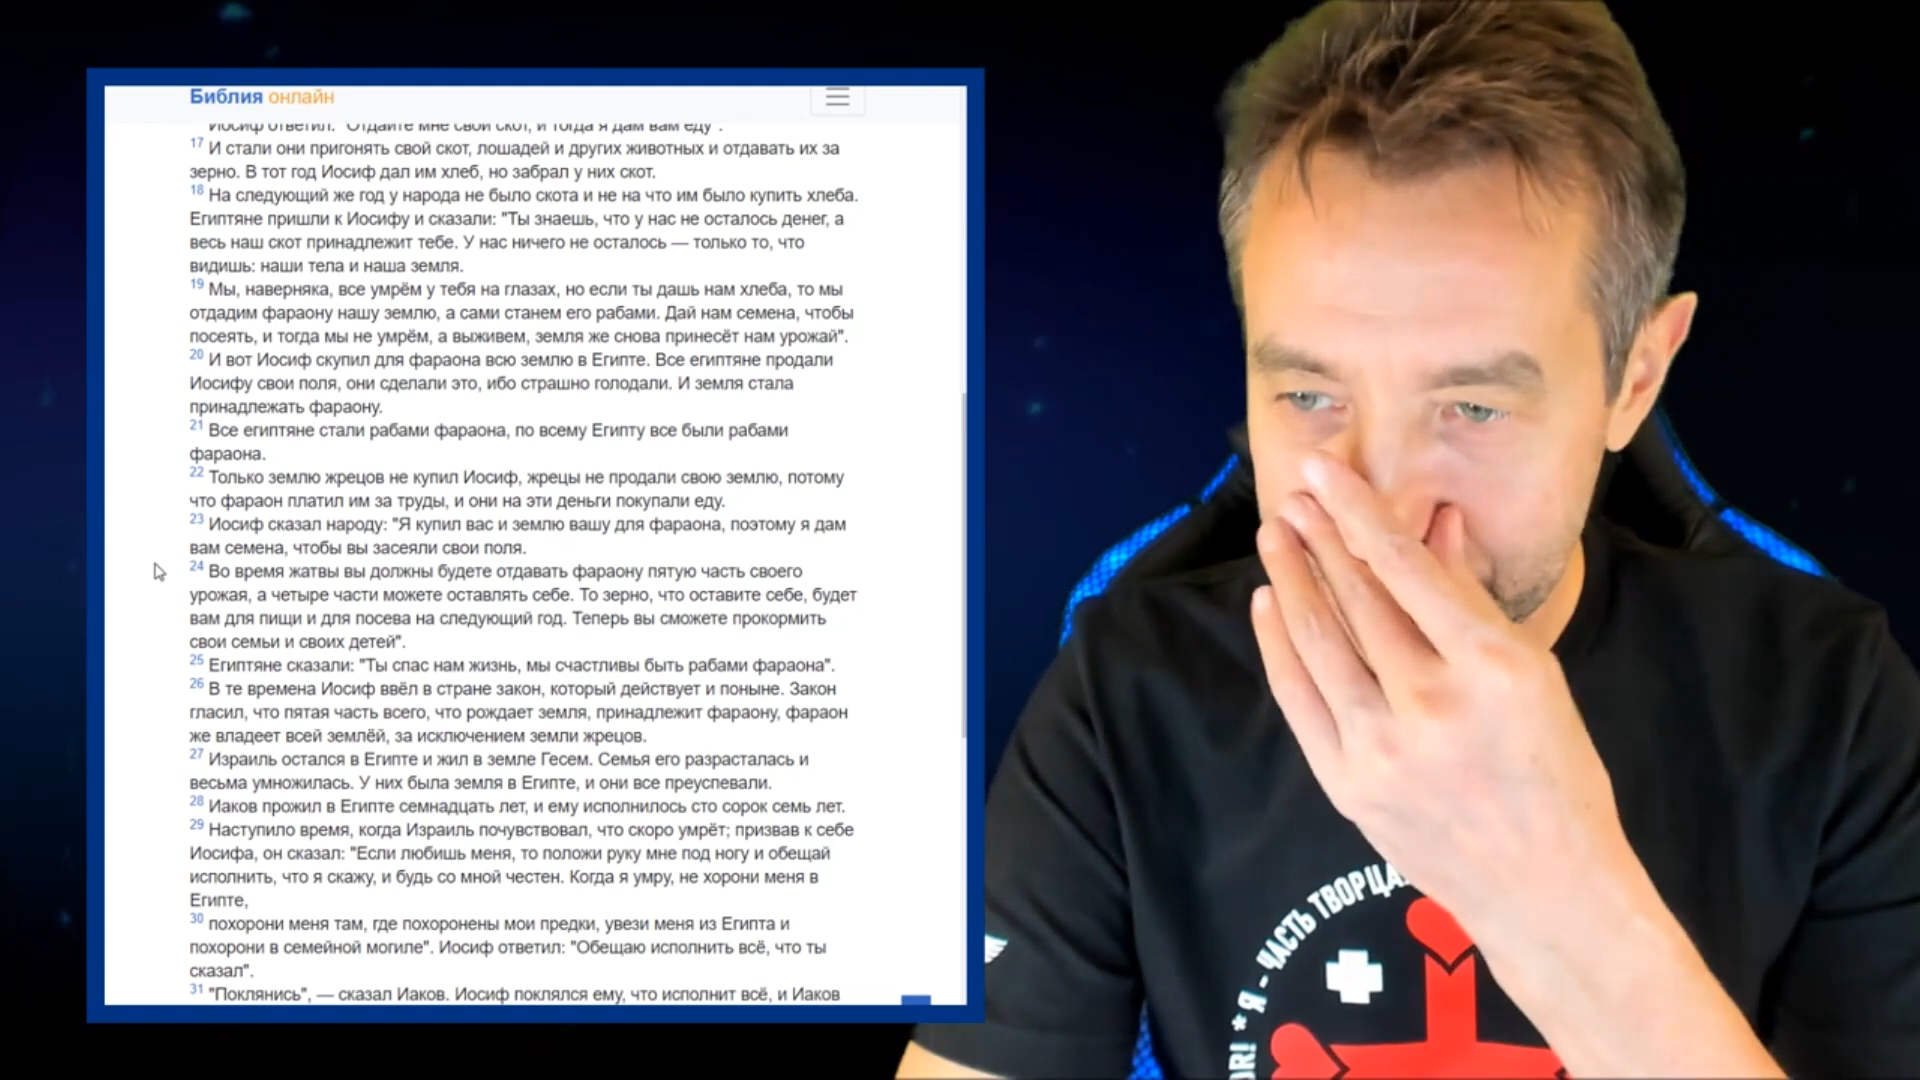 Библия онлайн
Иосиф ответил: "Отдайте мне свой скот, и тогда я дам вам еду".
17 И стали они пригонять свой скот, лошадей и других животных и отдавать их за
зерно. В тот год Иосиф дал им хлеб, но забрал у них скот.
18 На следующий же год у народа не было скота и не на что им было купить хлеба.
Египтяне пришли к Иосифу и сказали: "Ты знаешь, что у нас не осталось денег, а
весь наш скот принадлежит тебе. У нас ничего не осталось — только то, что
видишь: наши тела и наша земля.
19 Мы, наверняка, все умрём у тебя на глазах, но если ты дашь нам хлеба, то мы
отдадим фараону нашу землю, а сами станем его рабами. Дай нам семена, чтобы
посеять, и тогда мы не умрём, а выживем, земля же снова принесёт нам урожай".
20 И вот Иосиф скупил для фараона всю землю в Египте. Все египтяне продали
Иосифу свои поля, они сделали это, ибо страшно голодали. И земля стала
принадлежать фараону.
21 Все египтяне стали рабами фараона, по всему Египту все были рабами
фараона.
22 Только землю жрецов не купил Иосиф, жрецы не продали свою землю, потому
что фараон платил им за труды, и они на эти деньги покупали еду.
23 Иосиф сказал народу: "Я купил вас и землю вашу для фараона, поэтому я дам
вам семена, чтобы вы засеяли свои поля.
24 Во время жатвы вы должны будете отдавать фараону пятую часть своего
урожая, а четыре части можете оставлять себе. То зерно, что оставите себе, будет
вам для пищи и для посева на следующий год. Теперь вы сможете прокормить
свои семьи и своих детей".
25 Египтяне сказали: "Ты спас нам жизнь, мы счастливы быть рабами фараона".
26 В те времена Иосиф ввёл в стране закон, который действует и поныне. Закон
гласил, что пятая часть всего, что рождает земля, принадлежит фараону, фараон
же владеет всей землёй, за исключением земли жрецов.
27 Израиль остался в Египте и жил в земле Гесем. Семья его разрасталась и
весьма умножилась. У них была земля в Египте, и они все преуспевали.
28 Иаков прожил в Египте семнадцать лет, и ему исполнилось сто сорок семь лет.
29 Наступило время, когда Израиль почувствовал, что скоро умрёт; призвав к себе
Иосифа, он сказал: "Если любишь меня, то положи руку мне под ногу и обещай
исполнить, что я скажу, и будь со мной честен. Когда я умру, не хорони меня в
Египте,
30 похорони меня там, где похоронены мои предки, увези меня из Египта и
похорони в семейной могиле". Иосиф ответил: "Обещаю исполнить всё, что ты
сказал".
31 "Поклянись", — сказал Иаков. Иосиф поклялся ему, что исполнит всё, и Иаков
* Я - ЧАСТЬ ТВОРЦА